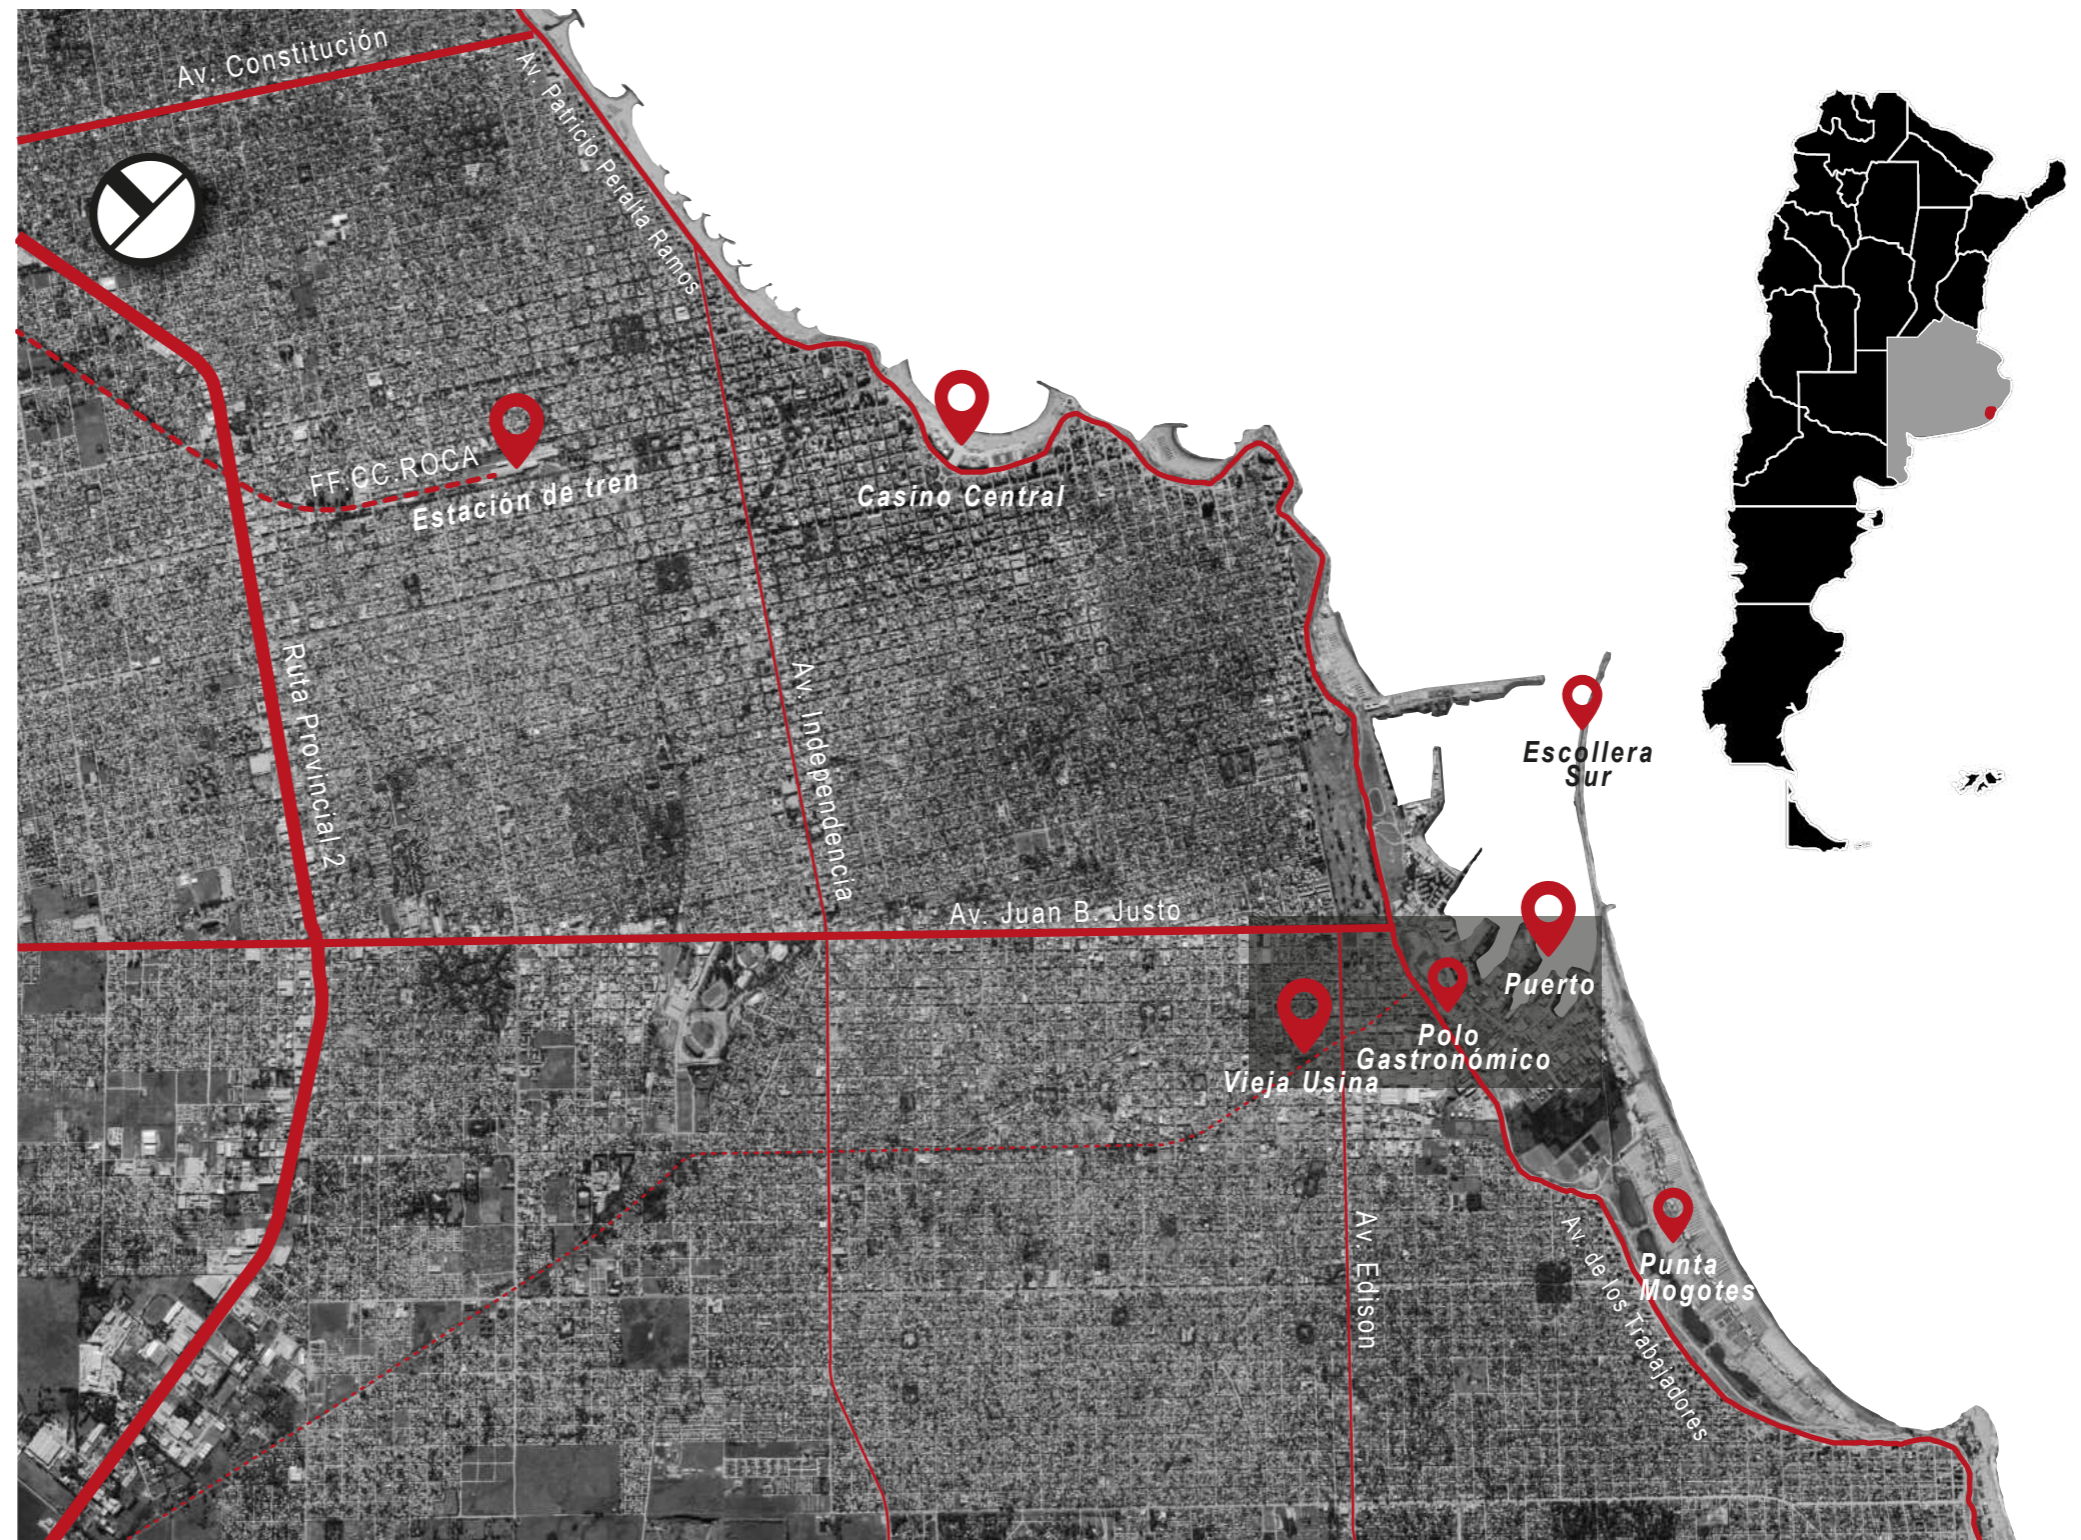 Av. Constitución
Av. Patricio Peralta Ramos
FF.CC.ROCA
Estación de tren
Casino Central
Ruta Provincial 2
Av. Independencia
Escollera
Sur
Av. Juan B. Justo
Puerto
Polo
Gastronómico
Vieja Usina
Av. Edison
Av. de los Trabajadores
Punta
Mogotes